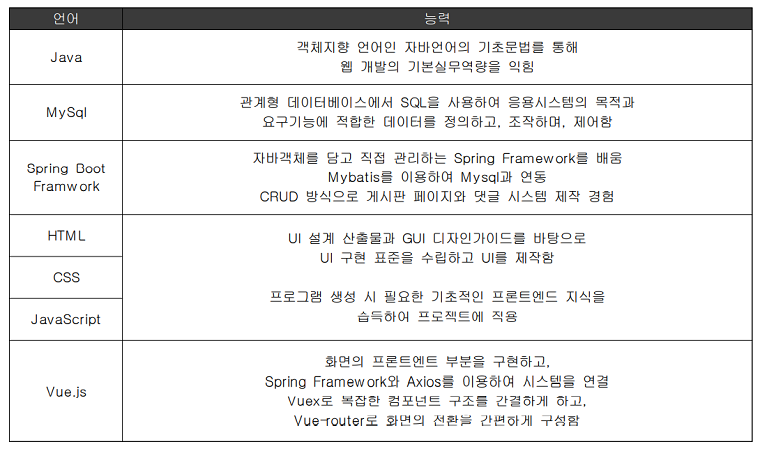 언어
능력
Java
객체지향 언어인 자바언어의 기초문법를 통해
웹 개발의 기본실무역량을 익힘
MySql
관계형 데이터베이스에서 SQL을 사용하여 응용시스템의 목적과
요구기능에 적합한 데이터를 정의하고, 조작하며, 제어함
Spring Boot
Framwork
자바객체를 담고 직접 관리하는 Spring Framework를 배움
Mybatis를 이용하여 Mysql과 연동
CRUD 방식으로 게시판 페이지와 댓글 시스템 제작 경험
HTML
CSS
JavaScript
UI 설계 산출물과 GUI 디자인가이드를 바탕으로
UI 구현 표준을 수립하고 UI를 제작함
프로그램 생성 시 필요한 기초적인 프론트엔드 지식을
습득하여 프로젝트에 직용
Vue.js
화면의 프론트엔트 부분을 구현하고,
Spring Framework와 Axios를 이용하여 시스템을 연결
Vuex로 복잡한 컴포넌트 구조를 간결하게 하고,
Vue-router로 화면의 전환을 간편하게 구성함